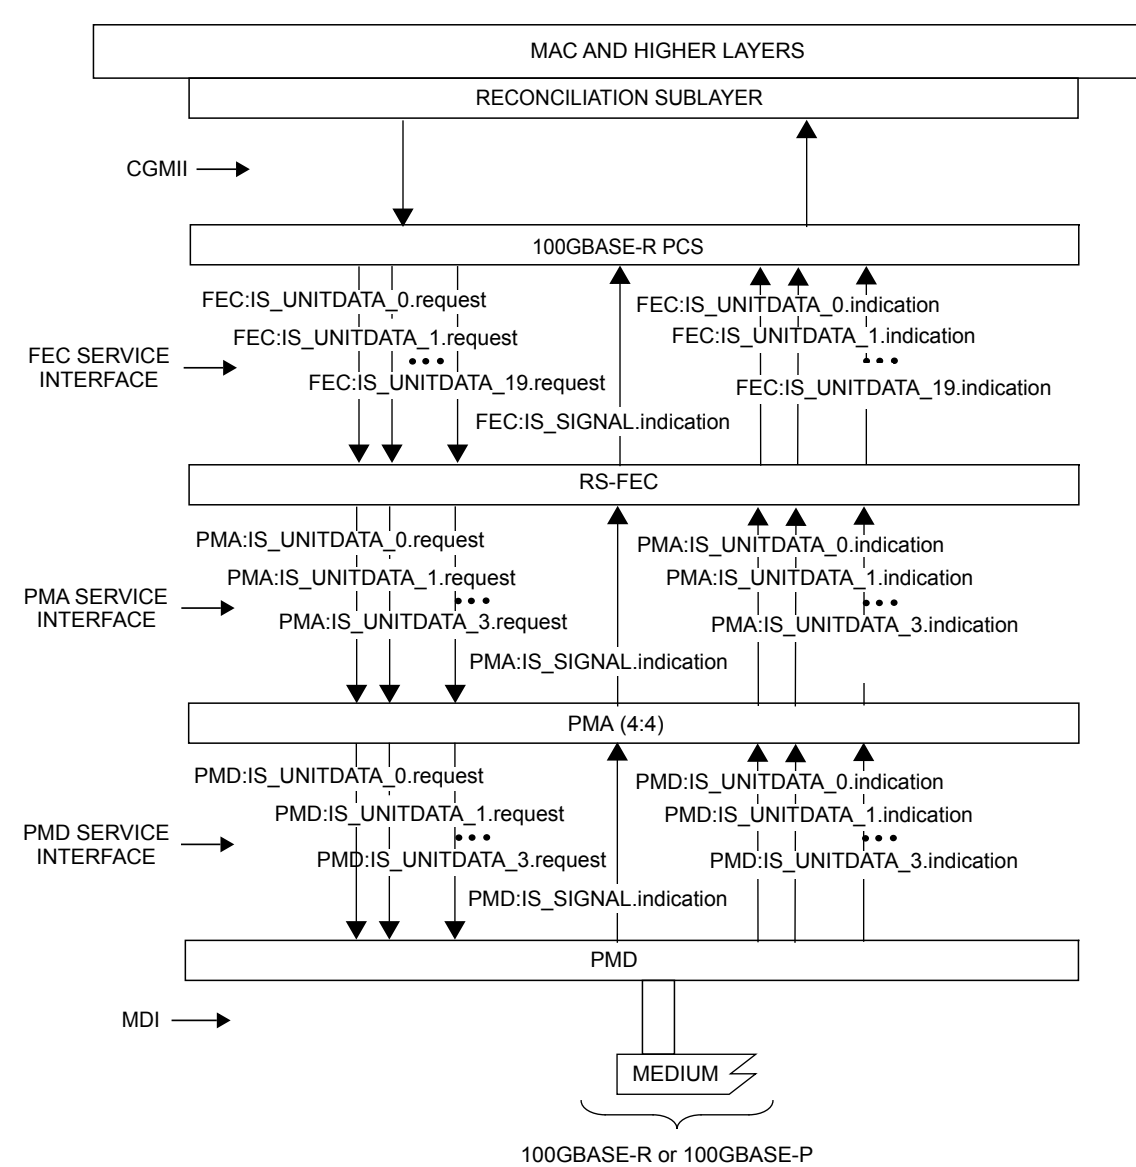 MAC AND HIGHER LAYERS
RECONCILIATION SUBLAYER
CGMII
100GBASE-R PCS
FEC:IS_UNITDATA_0.request
FEC:IS_UNITDATA_0.indication
FEC:IS_UNITDATA_1.request
FEC:IS_UNITDATA_1.indication
FEC SERVICE
INTERFACE
FEC:IS_UNITDATA_19.request
FEC:IS_UNITDATA_19.indication
FEC:IS_SIGNAL.indication
RS-FEC
PMA:IS_UNITDATA_0.request
PMA:IS_UNITDATA_0.indication
PMA:IS_UNITDATA_1.request
PMA:IS_UNITDATA_1.indication
PMA SERVICE
INTERFACE
PMA:IS_UNITDATA_3.request
PMA:IS_UNITDATA_3.indication
PMA:IS_SIGNAL.indication
PMA (4:4)
PMD:IS_UNITDATA_0.request
PMD:IS_UNITDATA_0.indication
PMD:IS_UNITDATA_1.request
PMD:IS_UNITDATA_1.indication
PMD SERVICE
INTERFACE
PMD:IS_UNITDATA_3.request
PMD:IS_UNITDATA_3.indication
PMD:IS_SIGNAL.indication
PMD
MDI
MEDIUM
100GBASE-R or 100GBASE-P